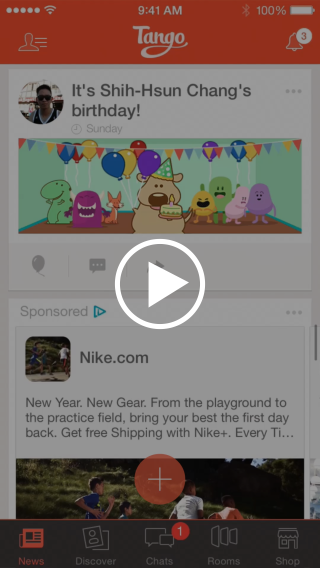 9:41 AM 100%
Tango
3
It's Shih-Hsun Chang's
birthday!
Sunday
Sponsored
Nike.com
New Year. New Gear. From the playground to
the practice field, bring your best the first day
back. Get free Shipping with Nike+. Every Ti...
1
News Discover Chats Rooms Shop